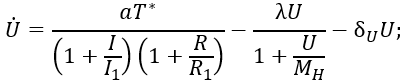 U̇ = aT* / ((1 + I/I₁)(1 + R/R₁)) − λU / (1 + U/M_H) − δ_U U;